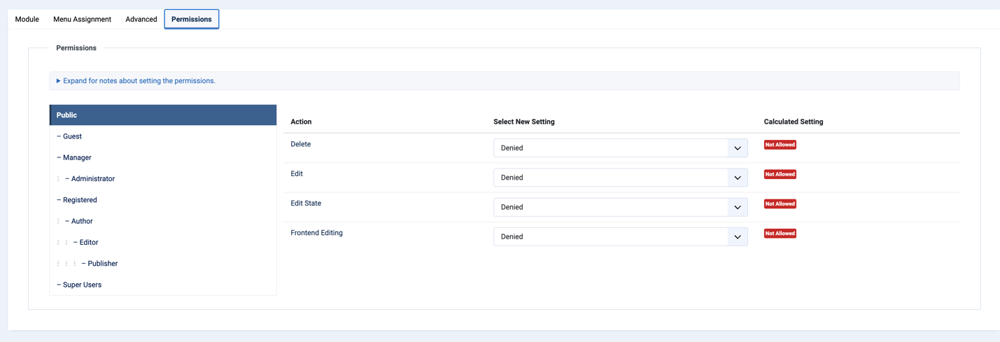 Module Menu Assignment Advanced Permissions
Permissions
Expand for notes about setting the permissions.
Public
– Guest
– Manager
– Administrator
– Registered
– Author
– Editor
– Publisher
– Super Users
Action Select New Setting Calculated Setting
Delete Denied Not Allowed
Edit Denied Not Allowed
Edit State Denied Not Allowed
Frontend Editing Denied Not Allowed